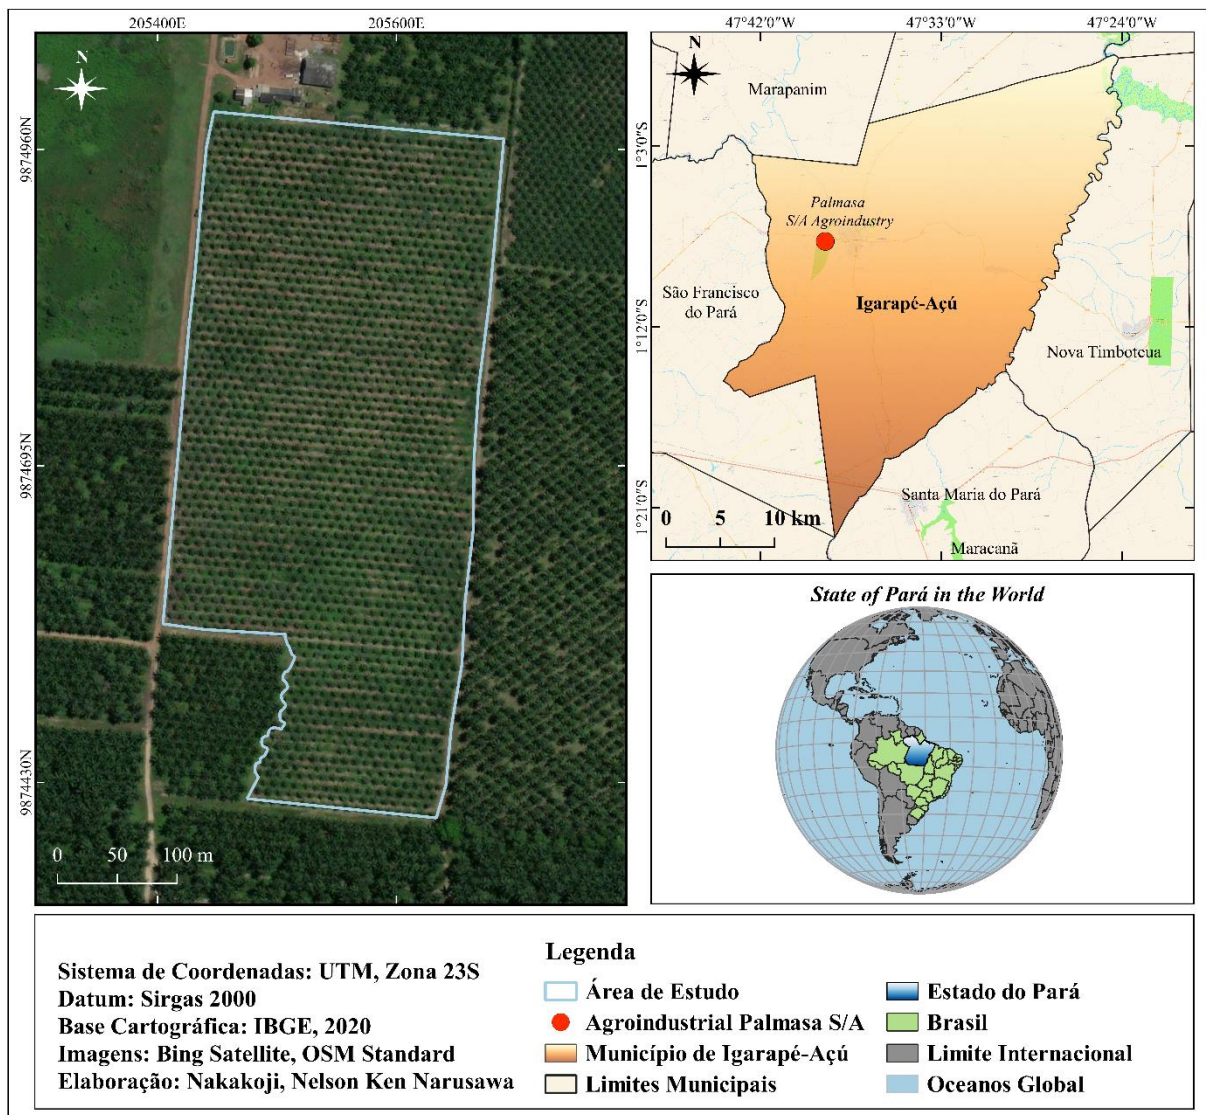 205400E 205600E
N
9874960N
9874695N
9874430N
0 50 100 m
47°42'0"W 47°33'0"W 47°24'0"W
N
Marapanim
1°3'0"S
Palmasa
S/A Agroindustry
São Francisco
do Pará
Igarapé-Açú
1°12'0"S
Nova Timboteua
Santa Maria do Pará
1°21'0"S
0 5 10 km
Maracanã
State of Pará in the World
Sistema de Coordenadas: UTM, Zona 23S
Datum: Sirgas 2000
Base Cartográfica: IBGE, 2020
Imagens: Bing Satellite, OSM Standard
Elaboração: Nakakoji, Nelson Ken Narusawa
Legenda
Área de Estudo
Agroindustrial Palmasa S/A
Município de Igarapé-Açú
Limites Municipais
Estado do Pará
Brasil
Limite Internacional
Oceanos Global